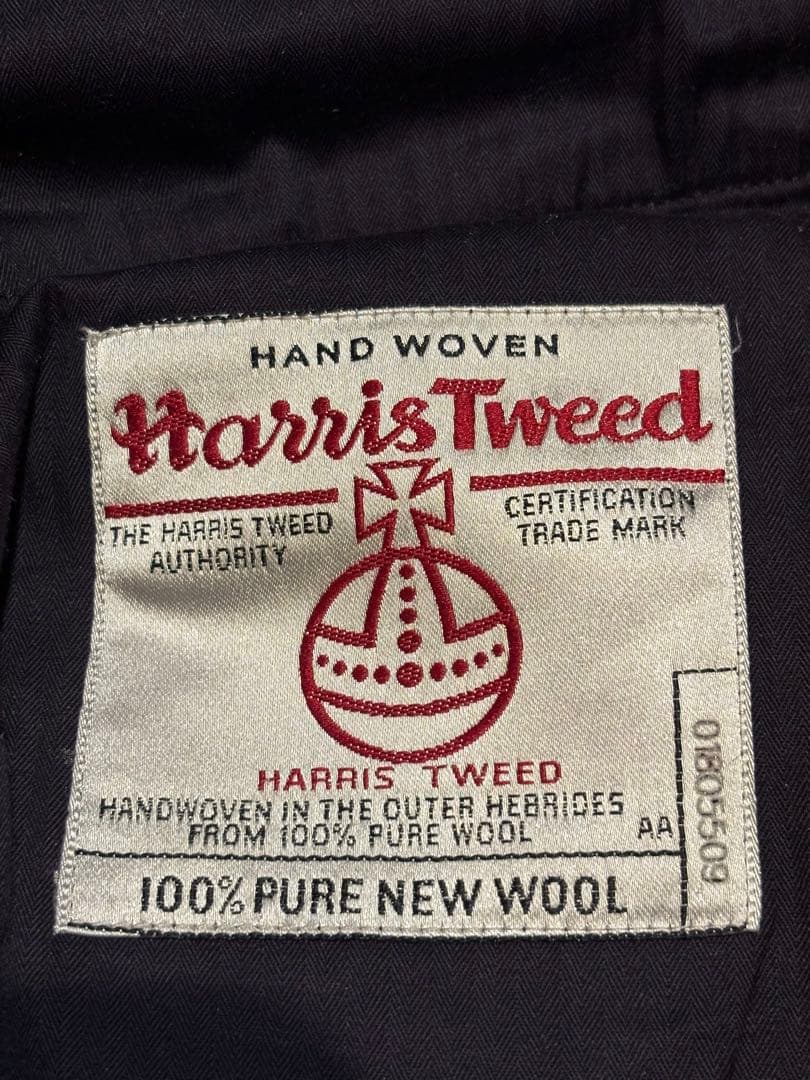 HAND WOVEN
Harris Tweed
THE HARRIS TWEED
AUTHORITY
CERTIFICATION
TRADE MARK
HARRIS TWEED
HANDWOVEN IN THE OUTER HEBRIDES
FROM 100% PURE WOOL
AA
01805509
100% PURE NEW WOOL